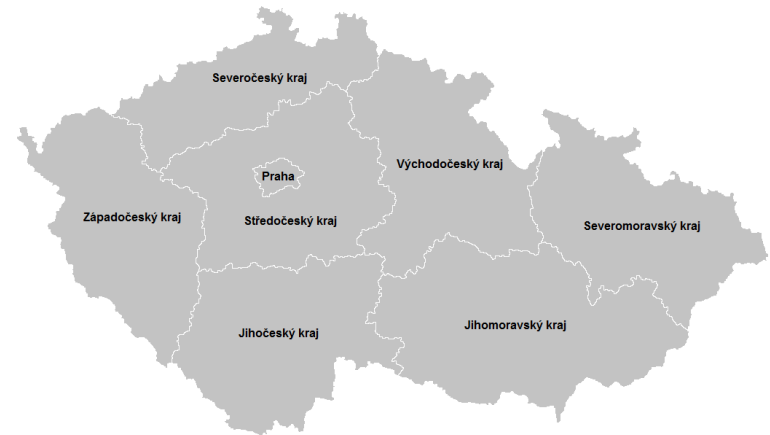 Severočeský kraj
Východočeský kraj
Praha
Západočeský kraj
Středočeský kraj
Severomoravský kraj
Jihočeský kraj
Jihomoravský kraj